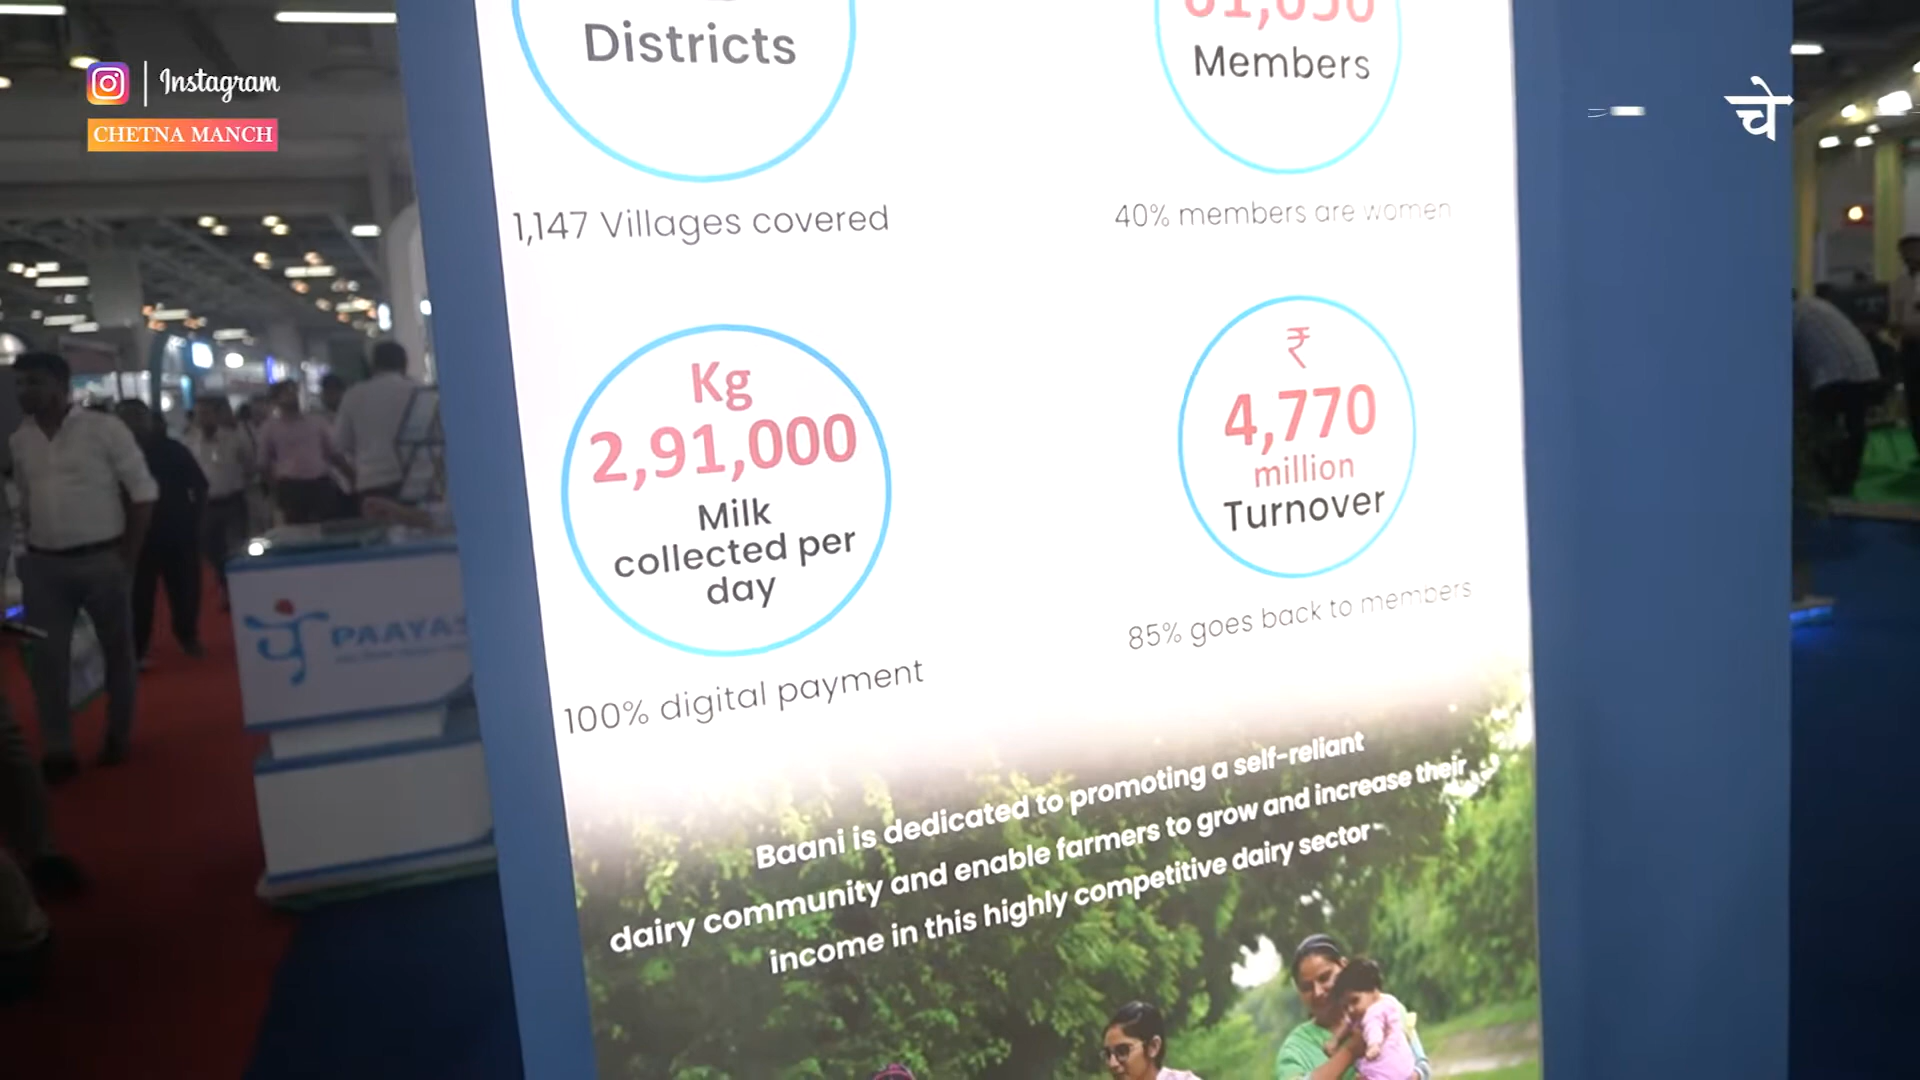 Instagram
CHETNA MANCH
चे
Districts
Members
1,147 Villages covered
40% members are women
Kg
2,91,000
Milk
collected per
day
₹
4,770
million
Turnover
100% digital payment
85% goes back to members
PAAYAS
Baani is dedicated to promoting a self-reliant
dairy community and enable farmers to grow and increase their
income in this highly competitive dairy sector